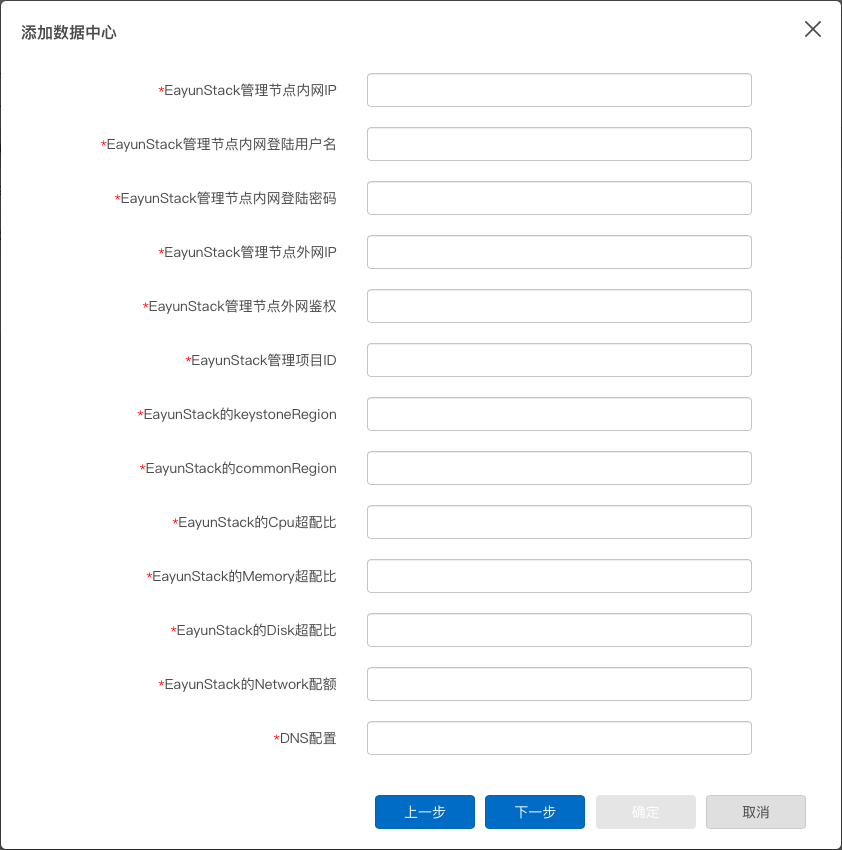 添加数据中心
*EayunStack管理节点内网IP
*EayunStack管理节点内网登陆用户名
*EayunStack管理节点内网登陆密码
*EayunStack管理节点外网IP
*EayunStack管理节点外网鉴权
*EayunStack管理项目ID
*EayunStack的keystoneRegion
*EayunStack的commonRegion
*EayunStack的Cpu超配比
*EayunStack的Memory超配比
*EayunStack的Disk超配比
*EayunStack的Network配额
*DNS配置
上一步 下一步 确定 取消